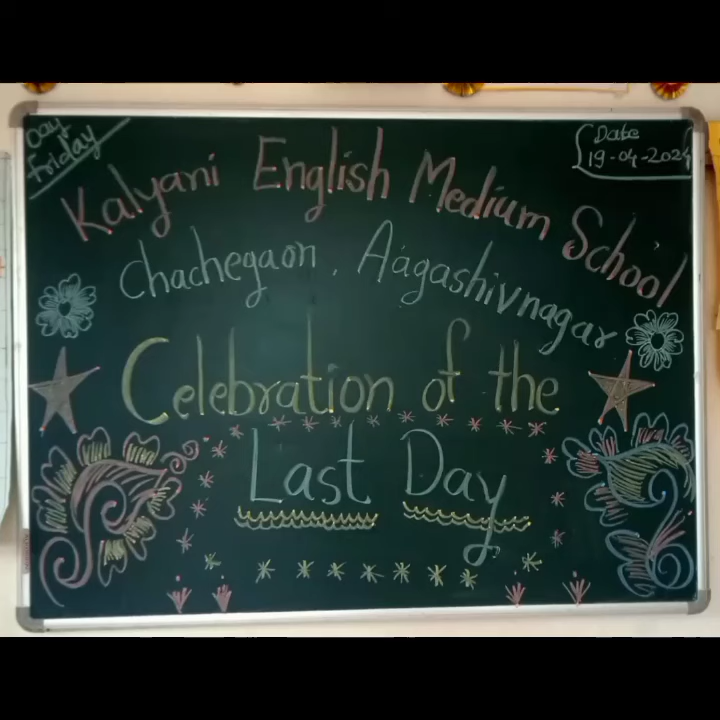 Day
Friday
Date
19-04-2024
Kalyani English Medium School
Chachegaon, Aagashivnagar
Celebration of the
Last Day